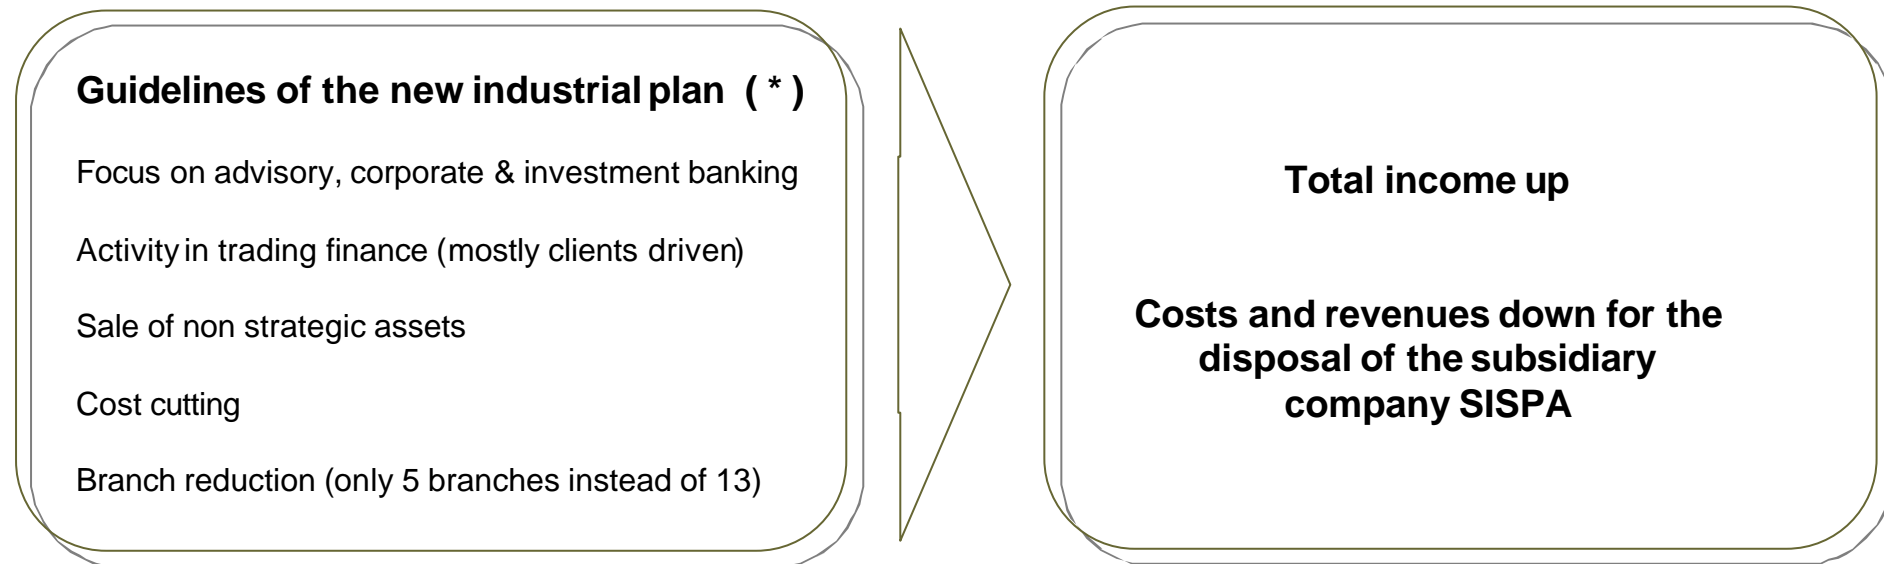 Guidelines of the new industrial plan ( * )
Focus on advisory, corporate & investment banking
Activity in trading finance (mostly clients driven)
Sale of non strategic assets
Cost cutting
Branch reduction (only 5 branches instead of 13)
Total income up
Costs and revenues down for the
disposal of the subsidiary
company SISPA